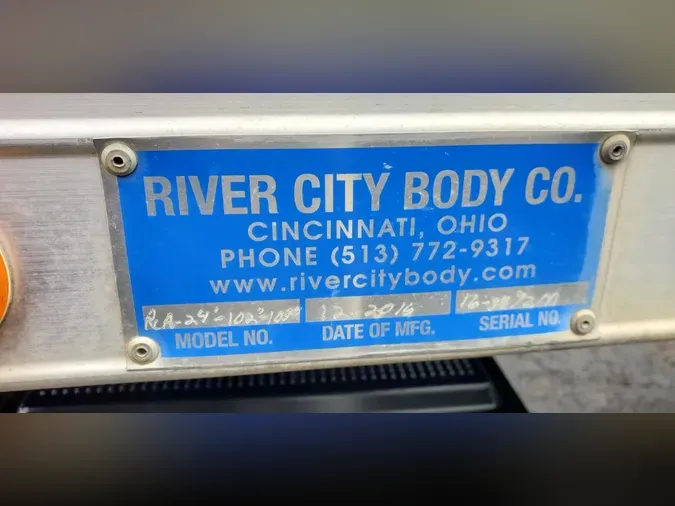 RIVER CITY BODY CO.
CINCINNATI, OHIO
PHONE (513) 772-9317
www.rivercitybody.com
12-2016
MODEL NO. DATE OF MFG. SERIAL NO.